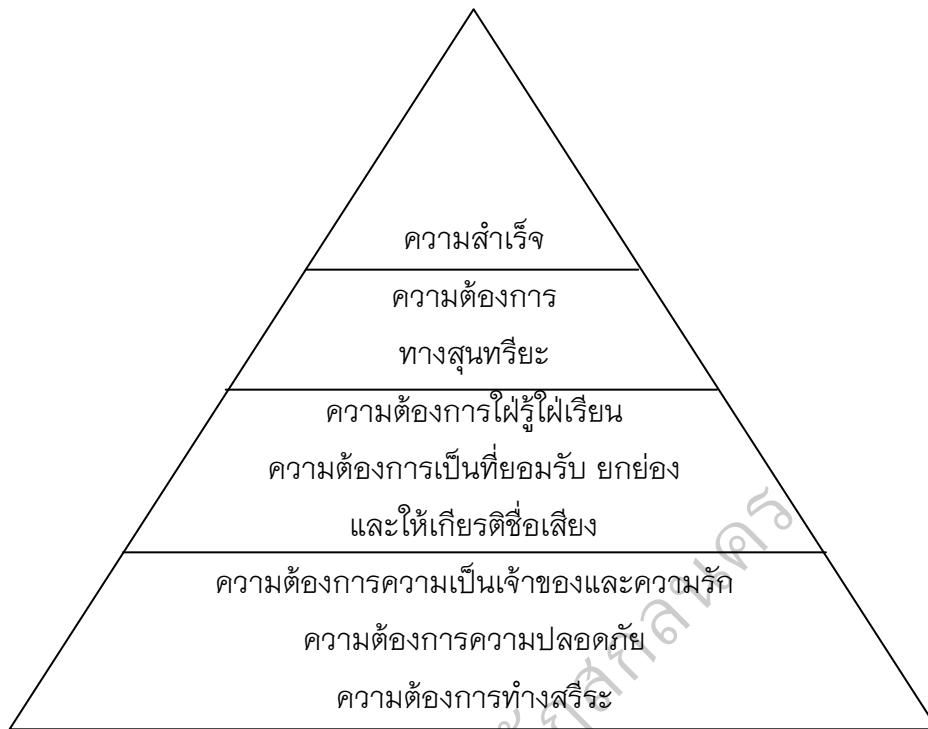 ความสำเร็จ
ความต้องการ
ทางสุนทรียะ
ความต้องการใฝ่รู้ใฝ่เรียน
ความต้องการเป็นที่ยอมรับ ยกย่อง
และให้เกียรติชื่อเสียง
ความต้องการความเป็นเจ้าของและความรัก
ความต้องการความปลอดภัย
ความต้องการทำงสรีระ